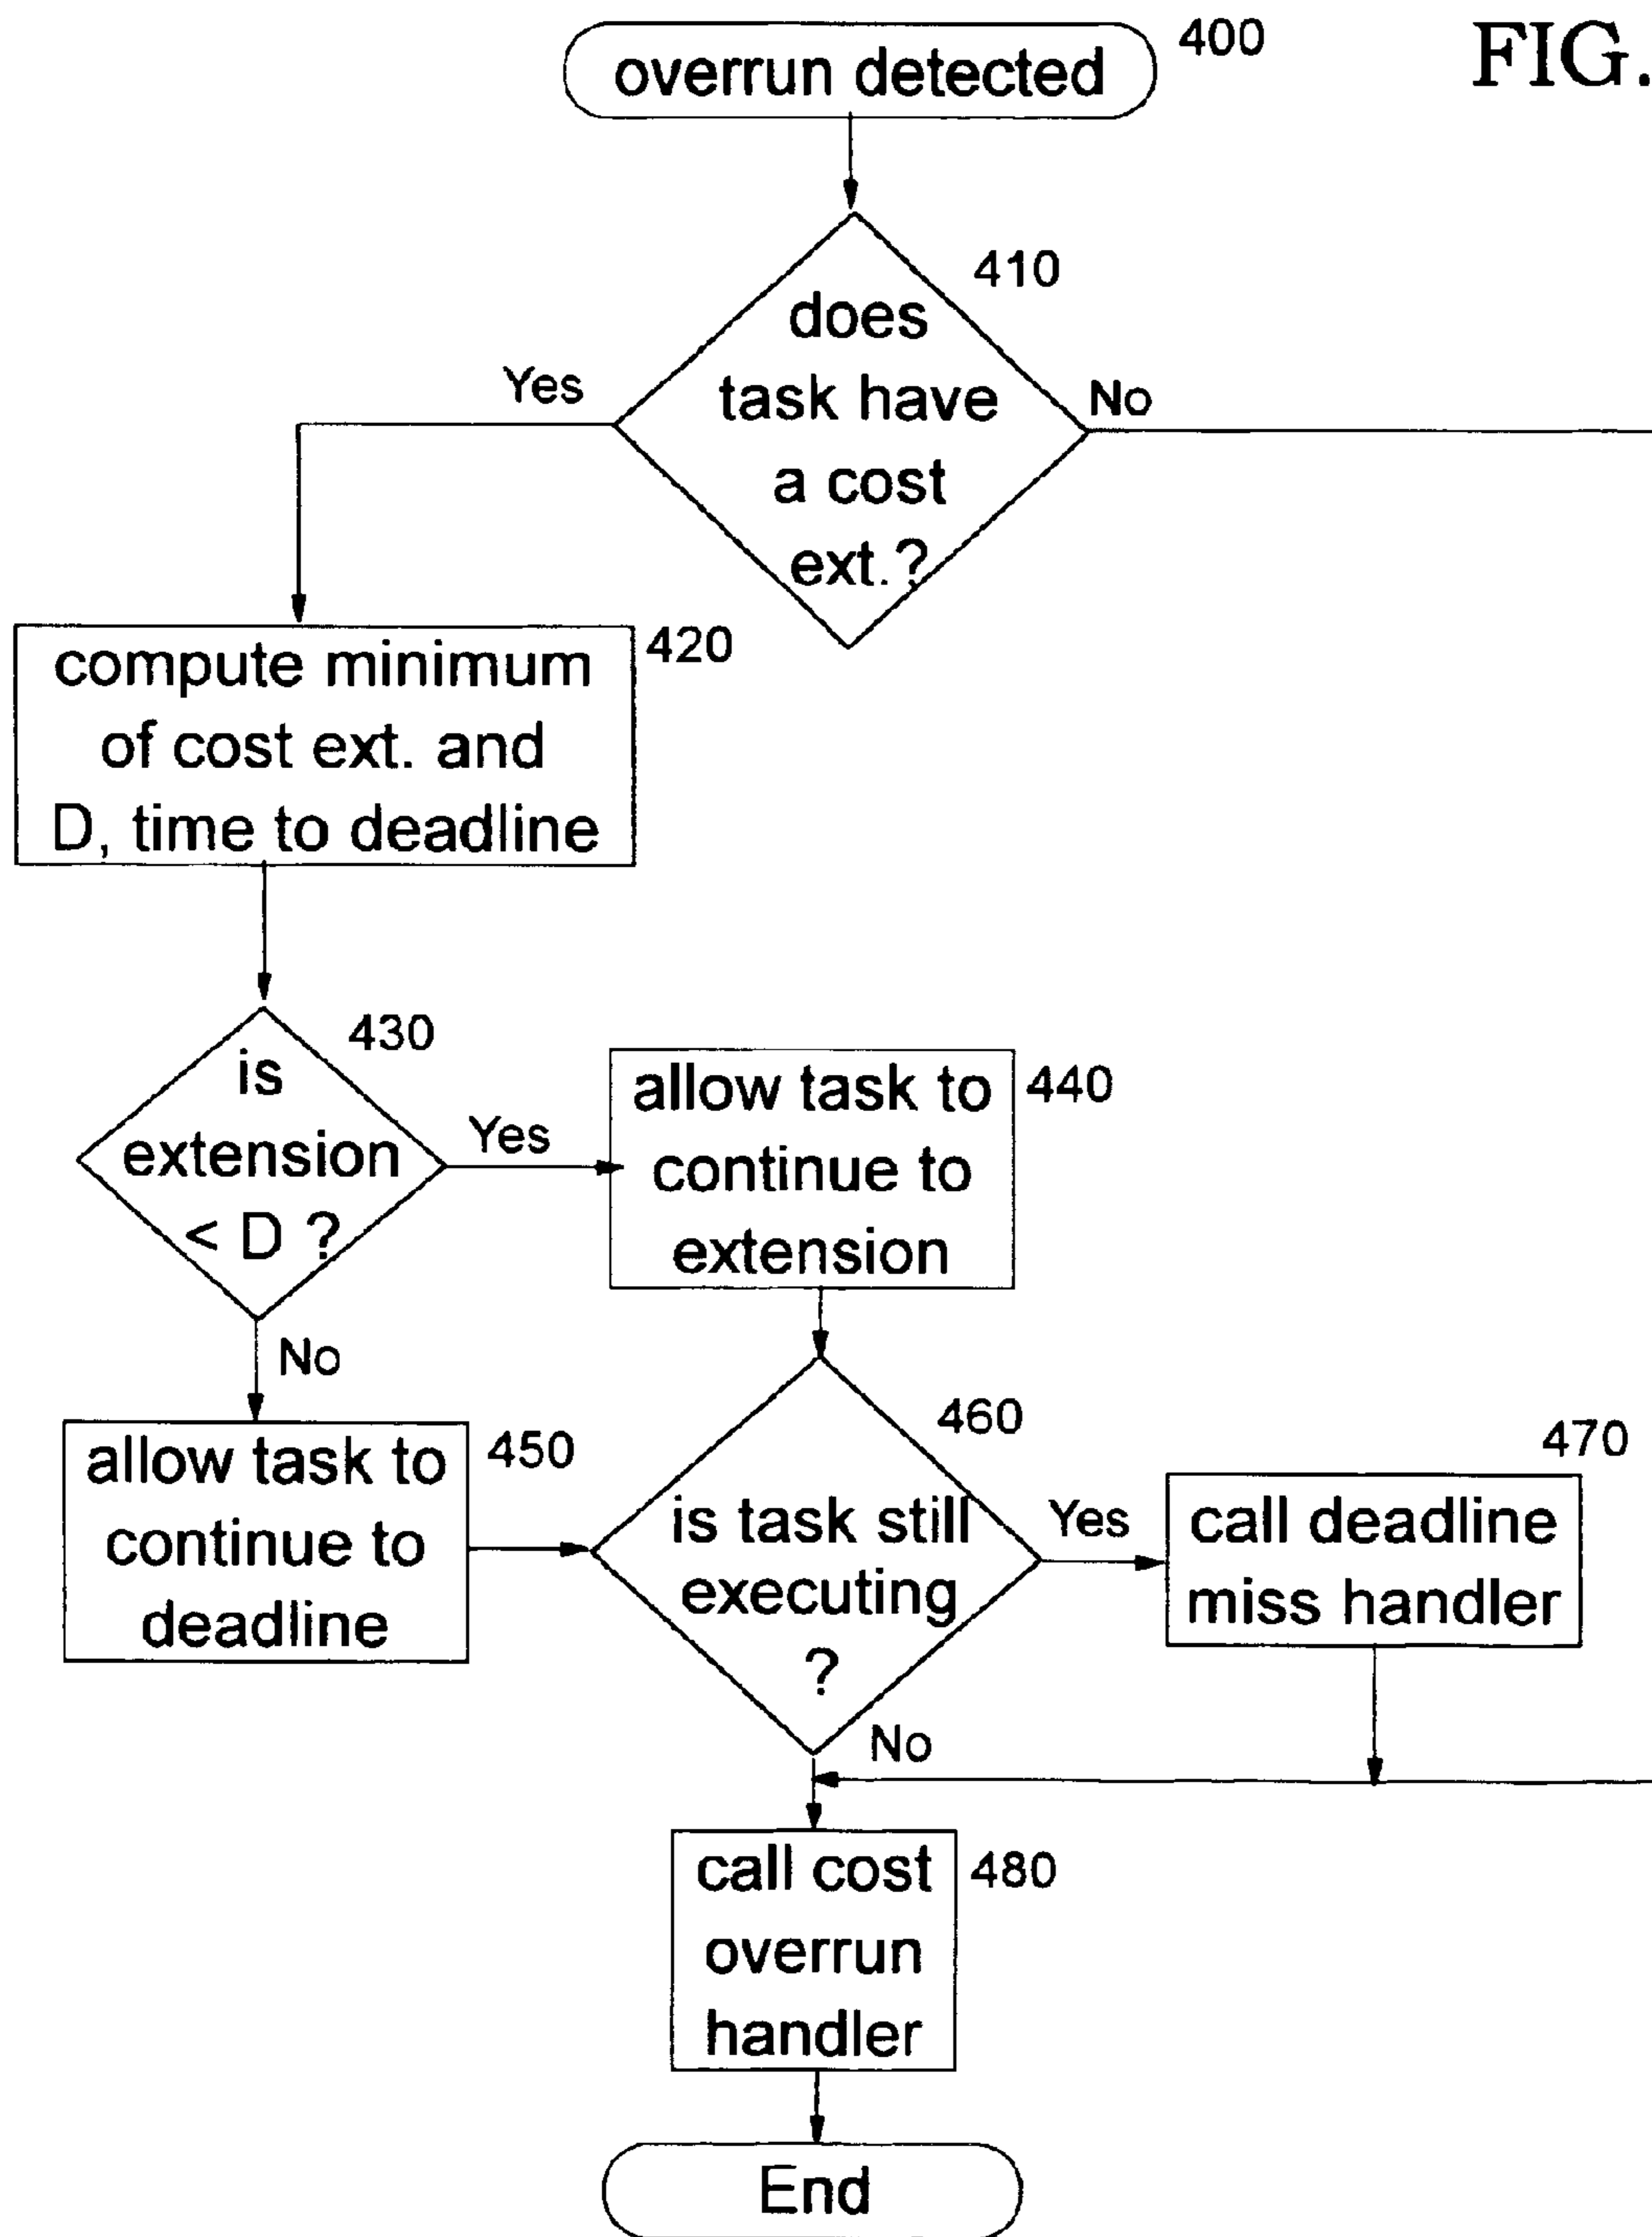 overrun detected
400
FIG.
410
does
task have
a cost
ext.?
Yes
No
compute minimum
of cost ext. and
D, time to deadline
420
430
is
extension
< D ?
Yes
No
allow task to
continue to
extension
440
allow task to
continue to
deadline
450
460
is task still
executing
?
Yes
No
470
call deadline
miss handler
call cost
overrun
handler
480
End